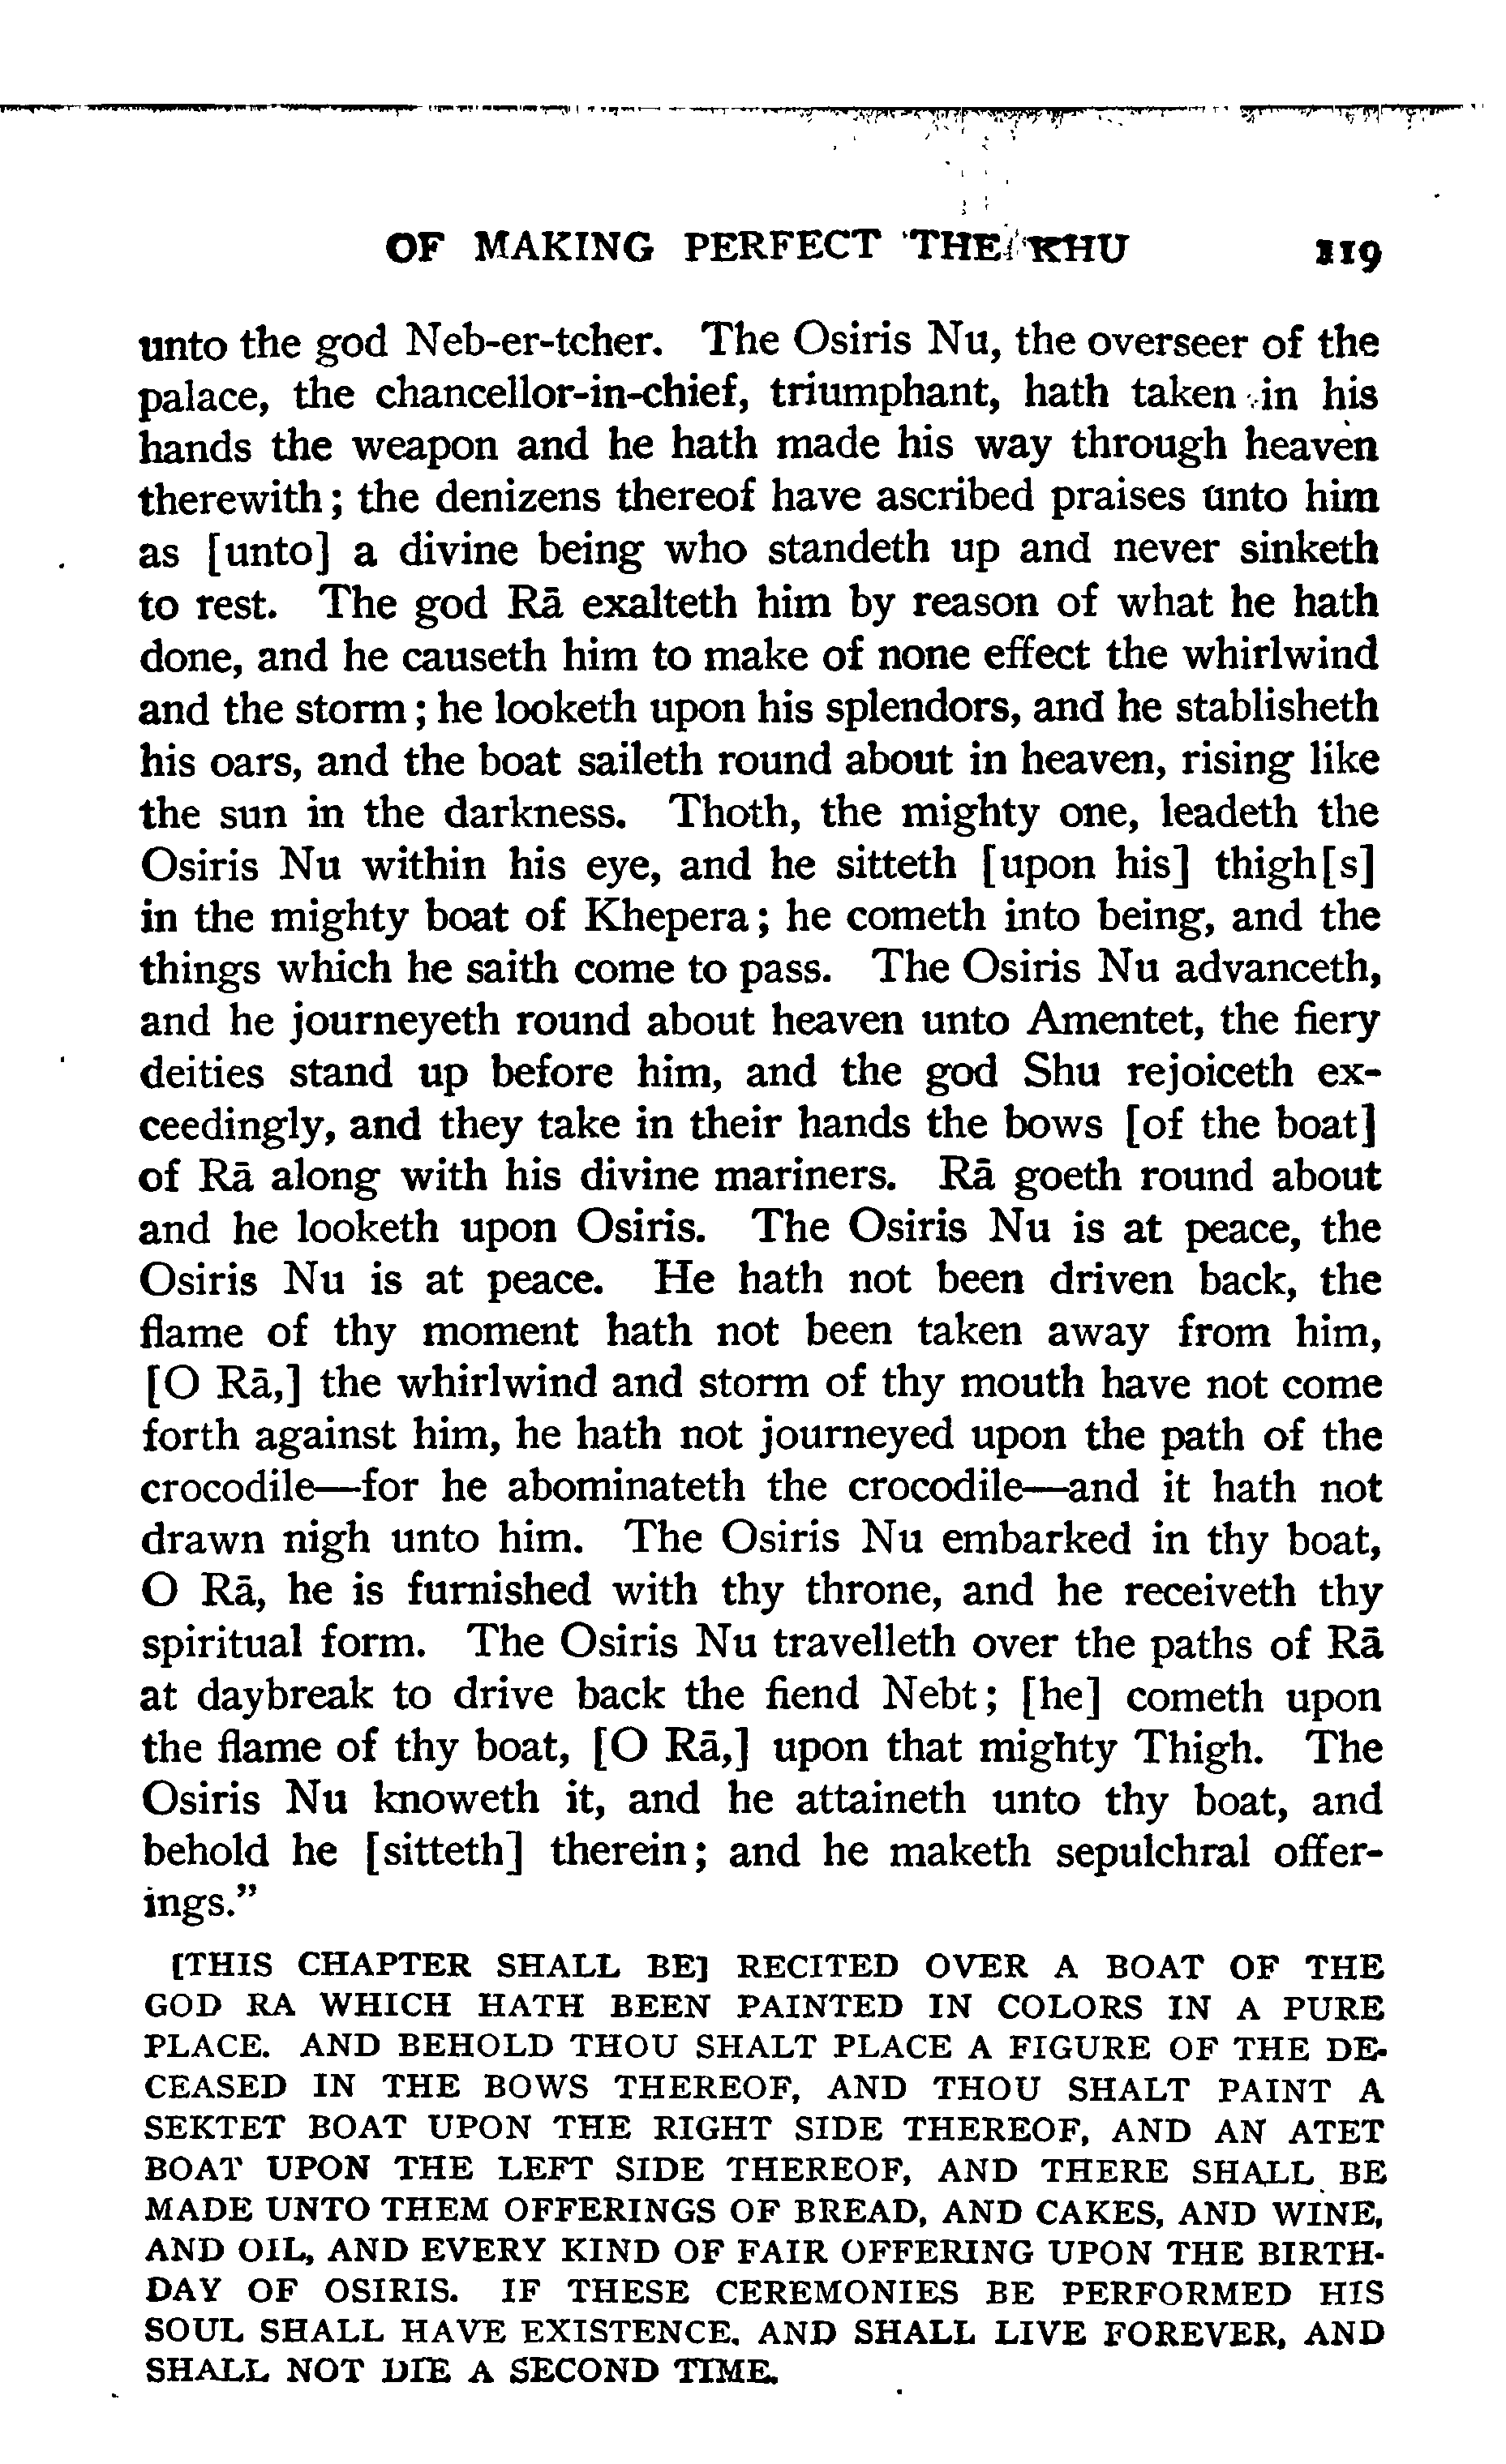 OF MAKING PERFECT THE KHU 119
unto the god Neb-er-tcher. The Osiris Nu, the overseer of the
palace, the chancellor-in-chief, triumphant, hath taken in his
hands the weapon and he hath made his way through heaven
therewith; the denizens thereof have ascribed praises unto him
as [unto] a divine being who standeth up and never sinketh
to rest. The god Rā exalteth him by reason of what he hath
done, and he causeth him to make of none effect the whirlwind
and the storm; he looketh upon his splendors, and he stablisheth
his oars, and the boat saileth round about in heaven, rising like
the sun in the darkness. Thoth, the mighty one, leadeth the
Osiris Nu within his eye, and he sitteth [upon his] thigh[s]
in the mighty boat of Khepera; he cometh into being, and the
things which he saith come to pass. The Osiris Nu advanceth,
and he journeyeth round about heaven unto Amentet, the fiery
deities stand up before him, and the god Shu rejoiceth ex-
ceedingly, and they take in their hands the bows [of the boat]
of Rā along with his divine mariners. Rā goeth round about
and he looketh upon Osiris. The Osiris Nu is at peace, the
Osiris Nu is at peace. He hath not been driven back, the
flame of thy moment hath not been taken away from him,
[O Rā,] the whirlwind and storm of thy mouth have not come
forth against him, he hath not journeyed upon the path of the
crocodile—for he abominateth the crocodile—and it hath not
drawn nigh unto him. The Osiris Nu embarked in thy boat,
O Rā, he is furnished with thy throne, and he receiveth thy
spiritual form. The Osiris Nu travelleth over the paths of Rā
at daybreak to drive back the fiend Nebt; [he] cometh upon
the flame of thy boat, [O Rā,] upon that mighty Thigh. The
Osiris Nu knoweth it, and he attaineth unto thy boat, and
behold he [sitteth] therein; and he maketh sepulchral offer-
ings.”
[THIS CHAPTER SHALL BE] RECITED OVER A BOAT OF THE
GOD RA WHICH HATH BEEN PAINTED IN COLORS IN A PURE
PLACE. AND BEHOLD THOU SHALT PLACE A FIGURE OF THE DE-
CEASED IN THE BOWS THEREOF, AND THOU SHALT PAINT A
SEKTET BOAT UPON THE RIGHT SIDE THEREOF, AND AN ATET
BOAT UPON THE LEFT SIDE THEREOF, AND THERE SHALL BE
MADE UNTO THEM OFFERINGS OF BREAD, AND CAKES, AND WINE,
AND OIL, AND EVERY KIND OF FAIR OFFERING UPON THE BIRTH-
DAY OF OSIRIS. IF THESE CEREMONIES BE PERFORMED HIS
SOUL SHALL HAVE EXISTENCE, AND SHALL LIVE FOREVER, AND
SHALL NOT DIE A SECOND TIME.